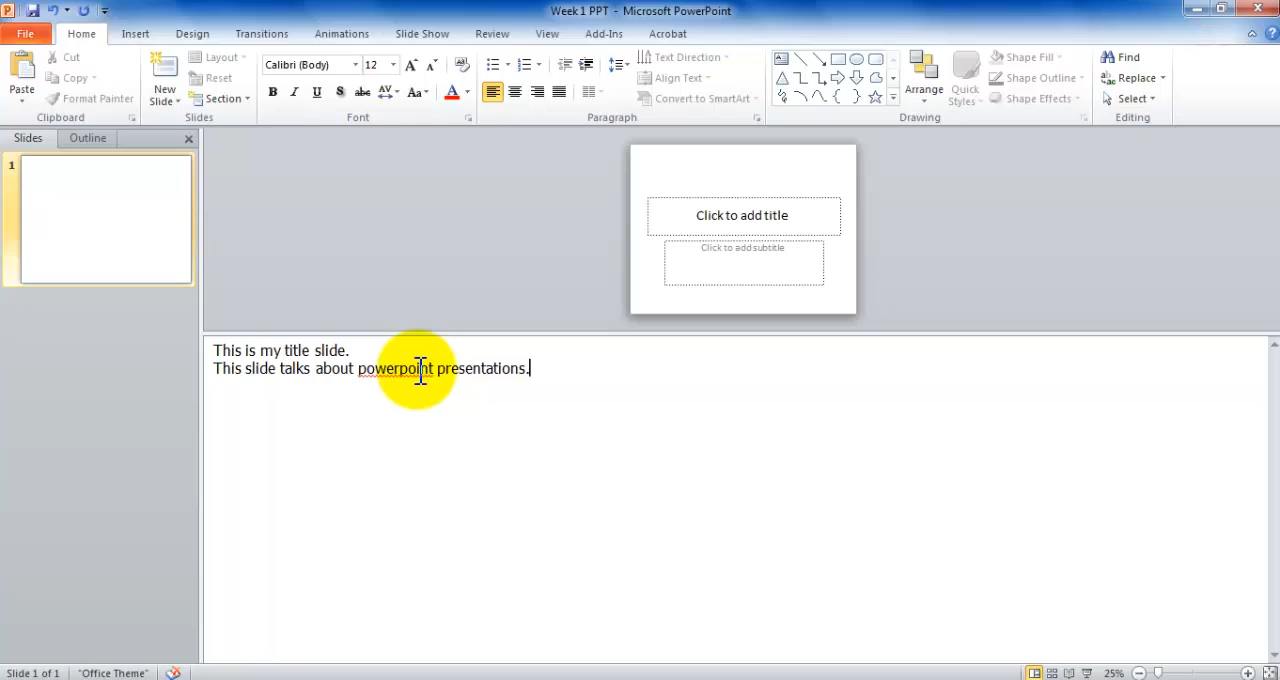 Week 1 PPT - Microsoft PowerPoint
File Home Insert Design Transitions Animations Slide Show Review View Add-Ins Acrobat
Paste
Cut
Copy
Format Painter
Clipboard
New Slide
Layout
Reset
Section
Slides
Calibri (Body) 12
B I U S abc AV Aa A
Font
Text Direction
Align Text
Convert to SmartArt
Paragraph
Arrange
Quick Styles
Shape Fill
Shape Outline
Shape Effects
Drawing
Find
Replace
Select
Editing
Slides Outline
1
Click to add title
Click to add subtitle
This is my title slide.
This slide talks about powerpoint presentations.
Slide 1 of 1 "Office Theme" 25%